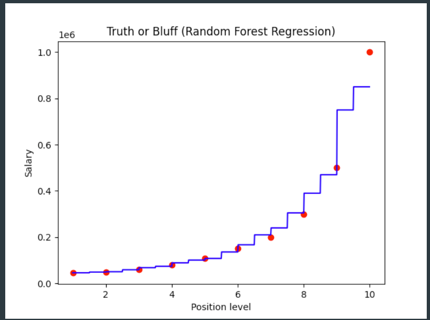 Truth or Bluff (Random Forest Regression)
1e6
1.0
0.8
0.6
0.4
0.2
0.0
Salary
2
4
6
8
10
Position level